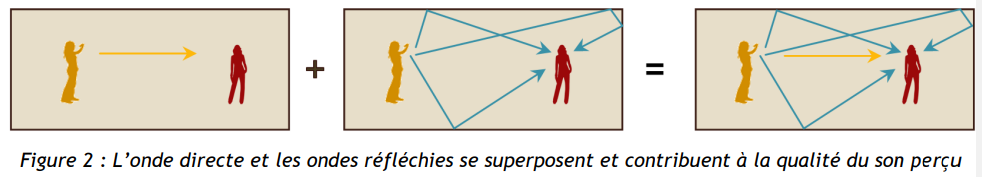 + =
Figure 2 : L’onde directe et les ondes réfléchies se superposent et contribuent à la qualité du son perçu